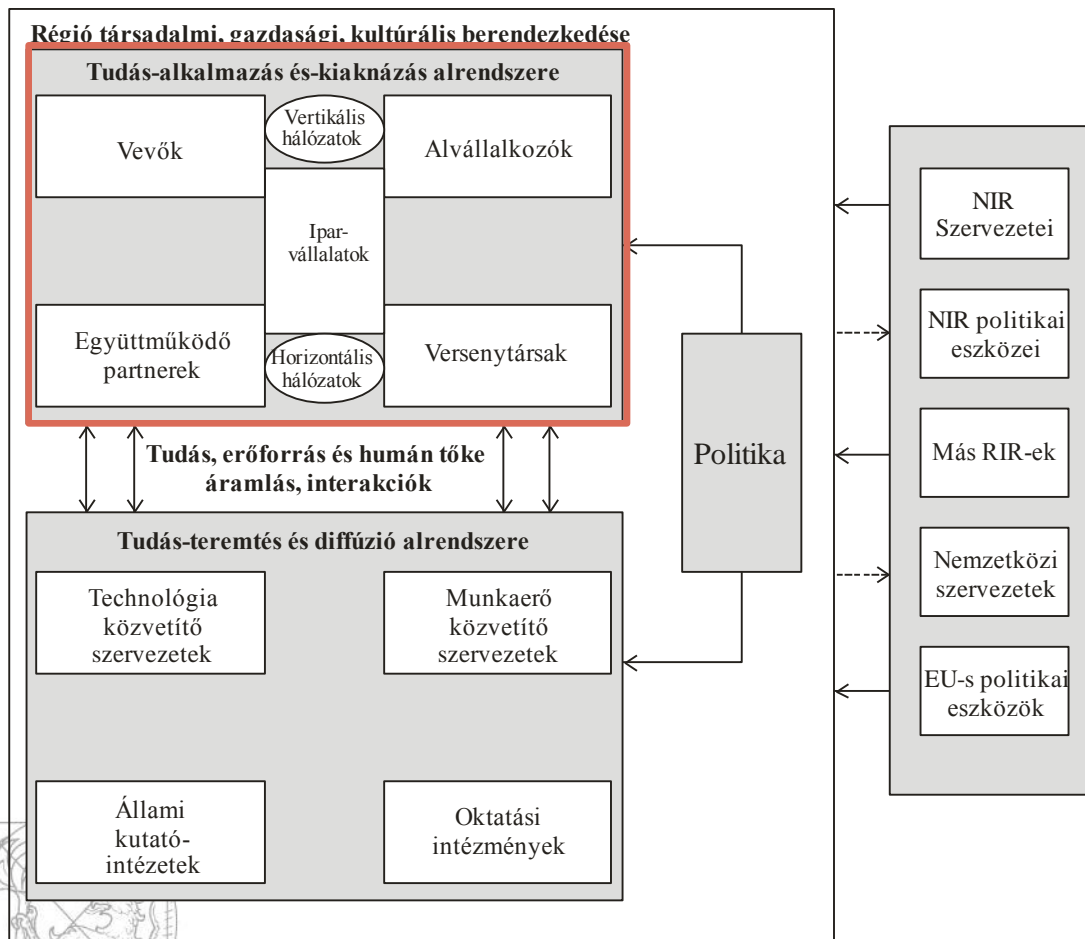 Régió társadalmi, gazdasági, kultúrális berendezkedése
Tudás-alkalmazás és-kiaknázás alrendszere
Vevők
Vertikális
hálózatok
Alvállalkozók
Ipar-
vállalatok
Együttműködő
partnerek
Horizontális
hálózatok
Versenytársak
Tudás, erőforrás és humán tőke
áramlás, interakciók
Tudás-teremtés és diffúzió alrendszere
Technológia
közvetítő
szervezetek
Munkaerő
közvetítő
szervezetek
Állami
kutató-
intézetek
Oktatási
intézmények
Politika
NIR
Szervezetei
NIR politikai
eszközei
Más RIR-ek
Nemzetközi
szervezetek
EU-s politikai
eszközök